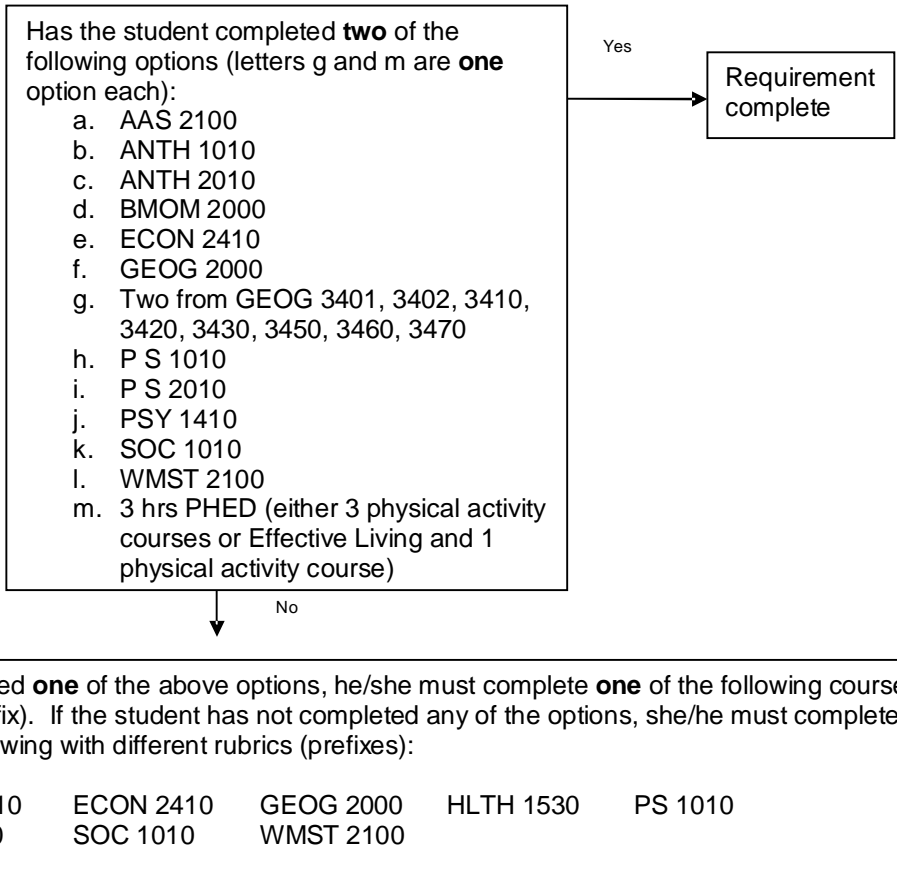 Has the student completed two of the
following options (letters g and m are one
option each):
a. AAS 2100
b. ANTH 1010
c. ANTH 2010
d. BMOM 2000
e. ECON 2410
f. GEOG 2000
g. Two from GEOG 3401, 3402, 3410,
3420, 3430, 3450, 3460, 3470
h. P S 1010
i. P S 2010
j. PSY 1410
k. SOC 1010
l. WMST 2100
m. 3 hrs PHED (either 3 physical activity
courses or Effective Living and 1
physical activity course)
Yes
Requirement
complete
No
ed one of the above options, he/she must complete one of the following course
fix). If the student has not completed any of the options, she/he must complete
wing with different rubrics (prefixes):
10 ECON 2410 GEOG 2000 HLTH 1530 PS 1010
0 SOC 1010 WMST 2100